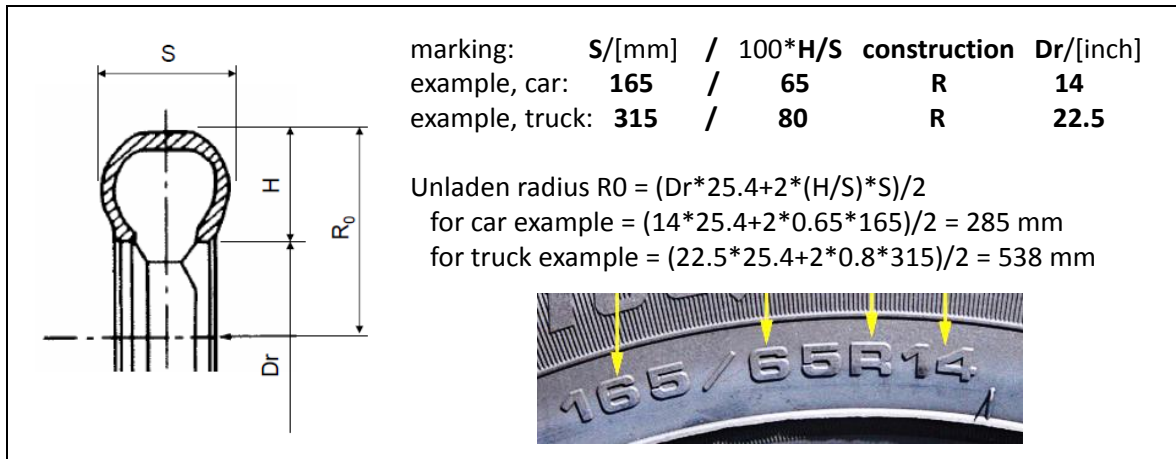 S
H
R0
Dr
marking: S/[mm] / 100*H/S construction Dr/[inch]
example, car: 165 / 65 R 14
example, truck: 315 / 80 R 22.5
Unladen radius R0 = (Dr*25.4+2*(H/S)*S)/2
for car example = (14*25.4+2*0.65*165)/2 = 285 mm
for truck example = (22.5*25.4+2*0.8*315)/2 = 538 mm
165/65R14